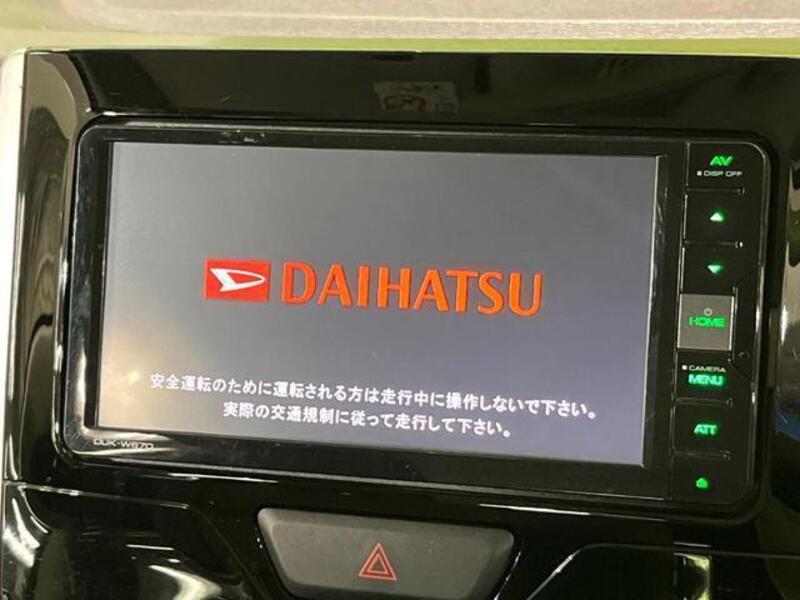 AV
DISP OFF
DAIHATSU
HOME
CAMERA
MENU
安全運転のために運転される方は走行中に操作しないで下さい。
実際の交通規制に従って走行して下さい。
ATT